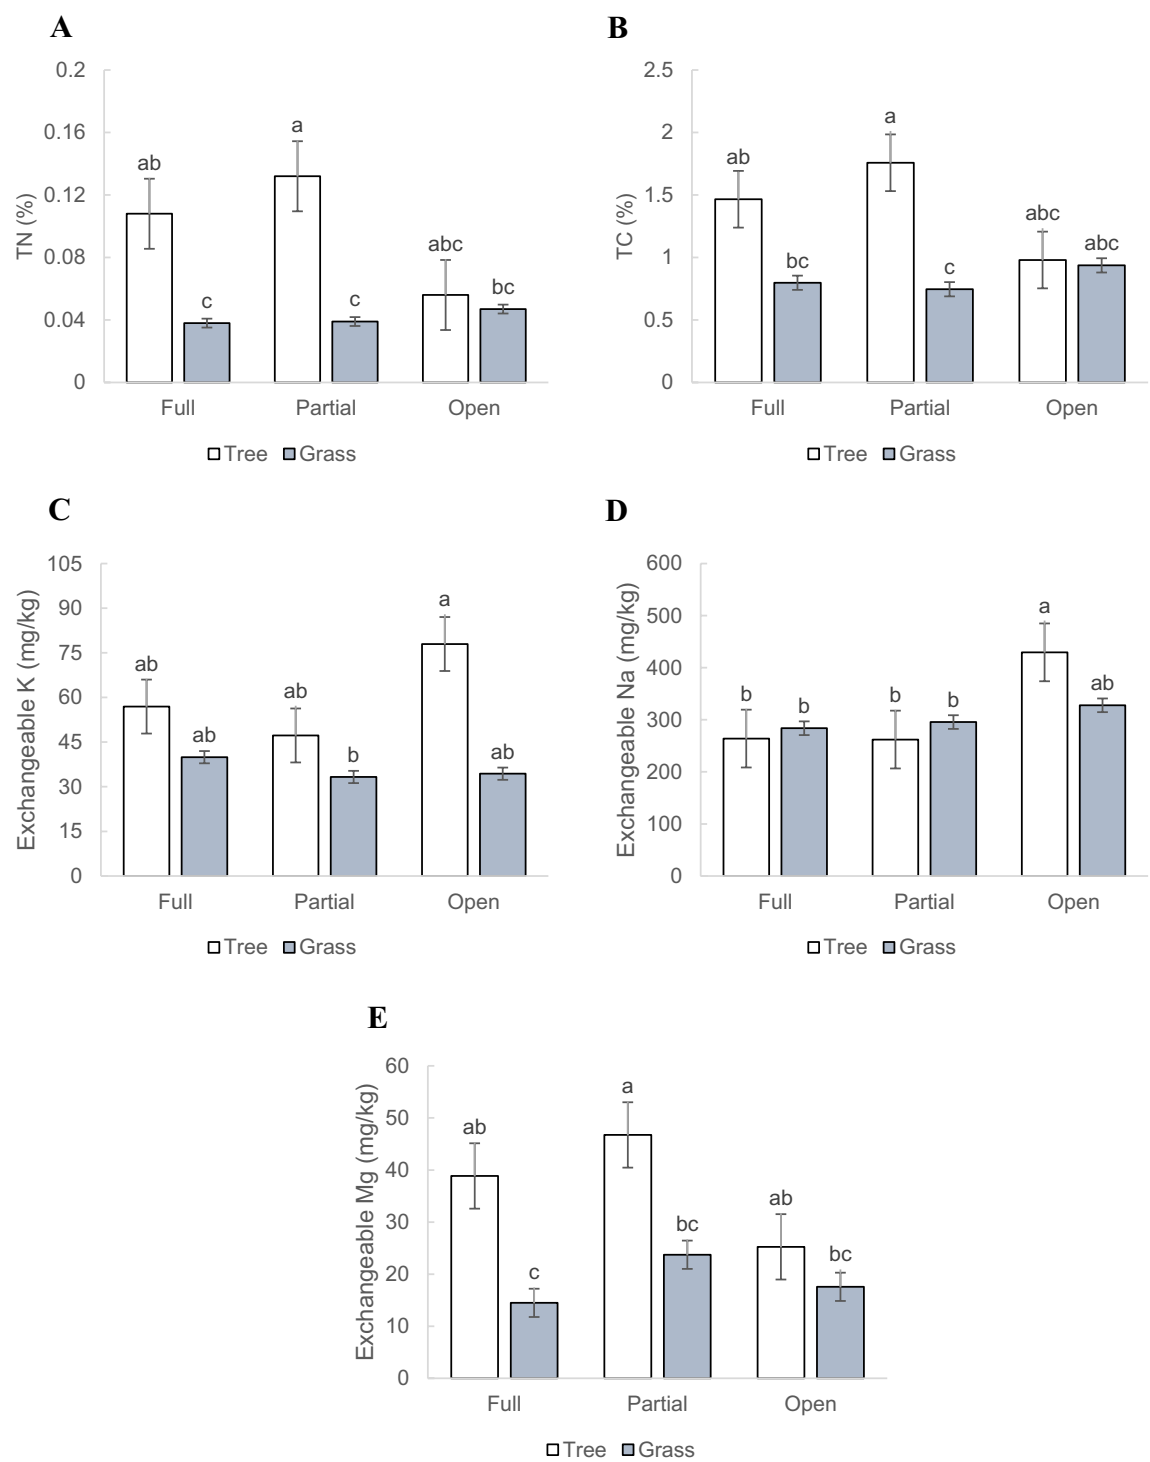 A
TN (%)
0.2
0.16
0.12
0.08
0.04
0
ab
c
a
c
abc
bc
Full Partial Open
Tree Grass
B
TC (%)
2.5
2
1.5
1
0.5
0
ab
bc
a
c
abc
abc
Full Partial Open
Tree Grass
C
Exchangeable K (mg/kg)
105
90
75
60
45
30
15
0
ab
ab
ab
b
a
ab
Full Partial Open
Tree Grass
D
Exchangeable Na (mg/kg)
600
500
400
300
200
100
0
b
b
b
b
a
ab
Full Partial Open
Tree Grass
E
Exchangeable Mg (mg/kg)
60
50
40
30
20
10
0
ab
c
a
bc
ab
bc
Full Partial Open
Tree Grass